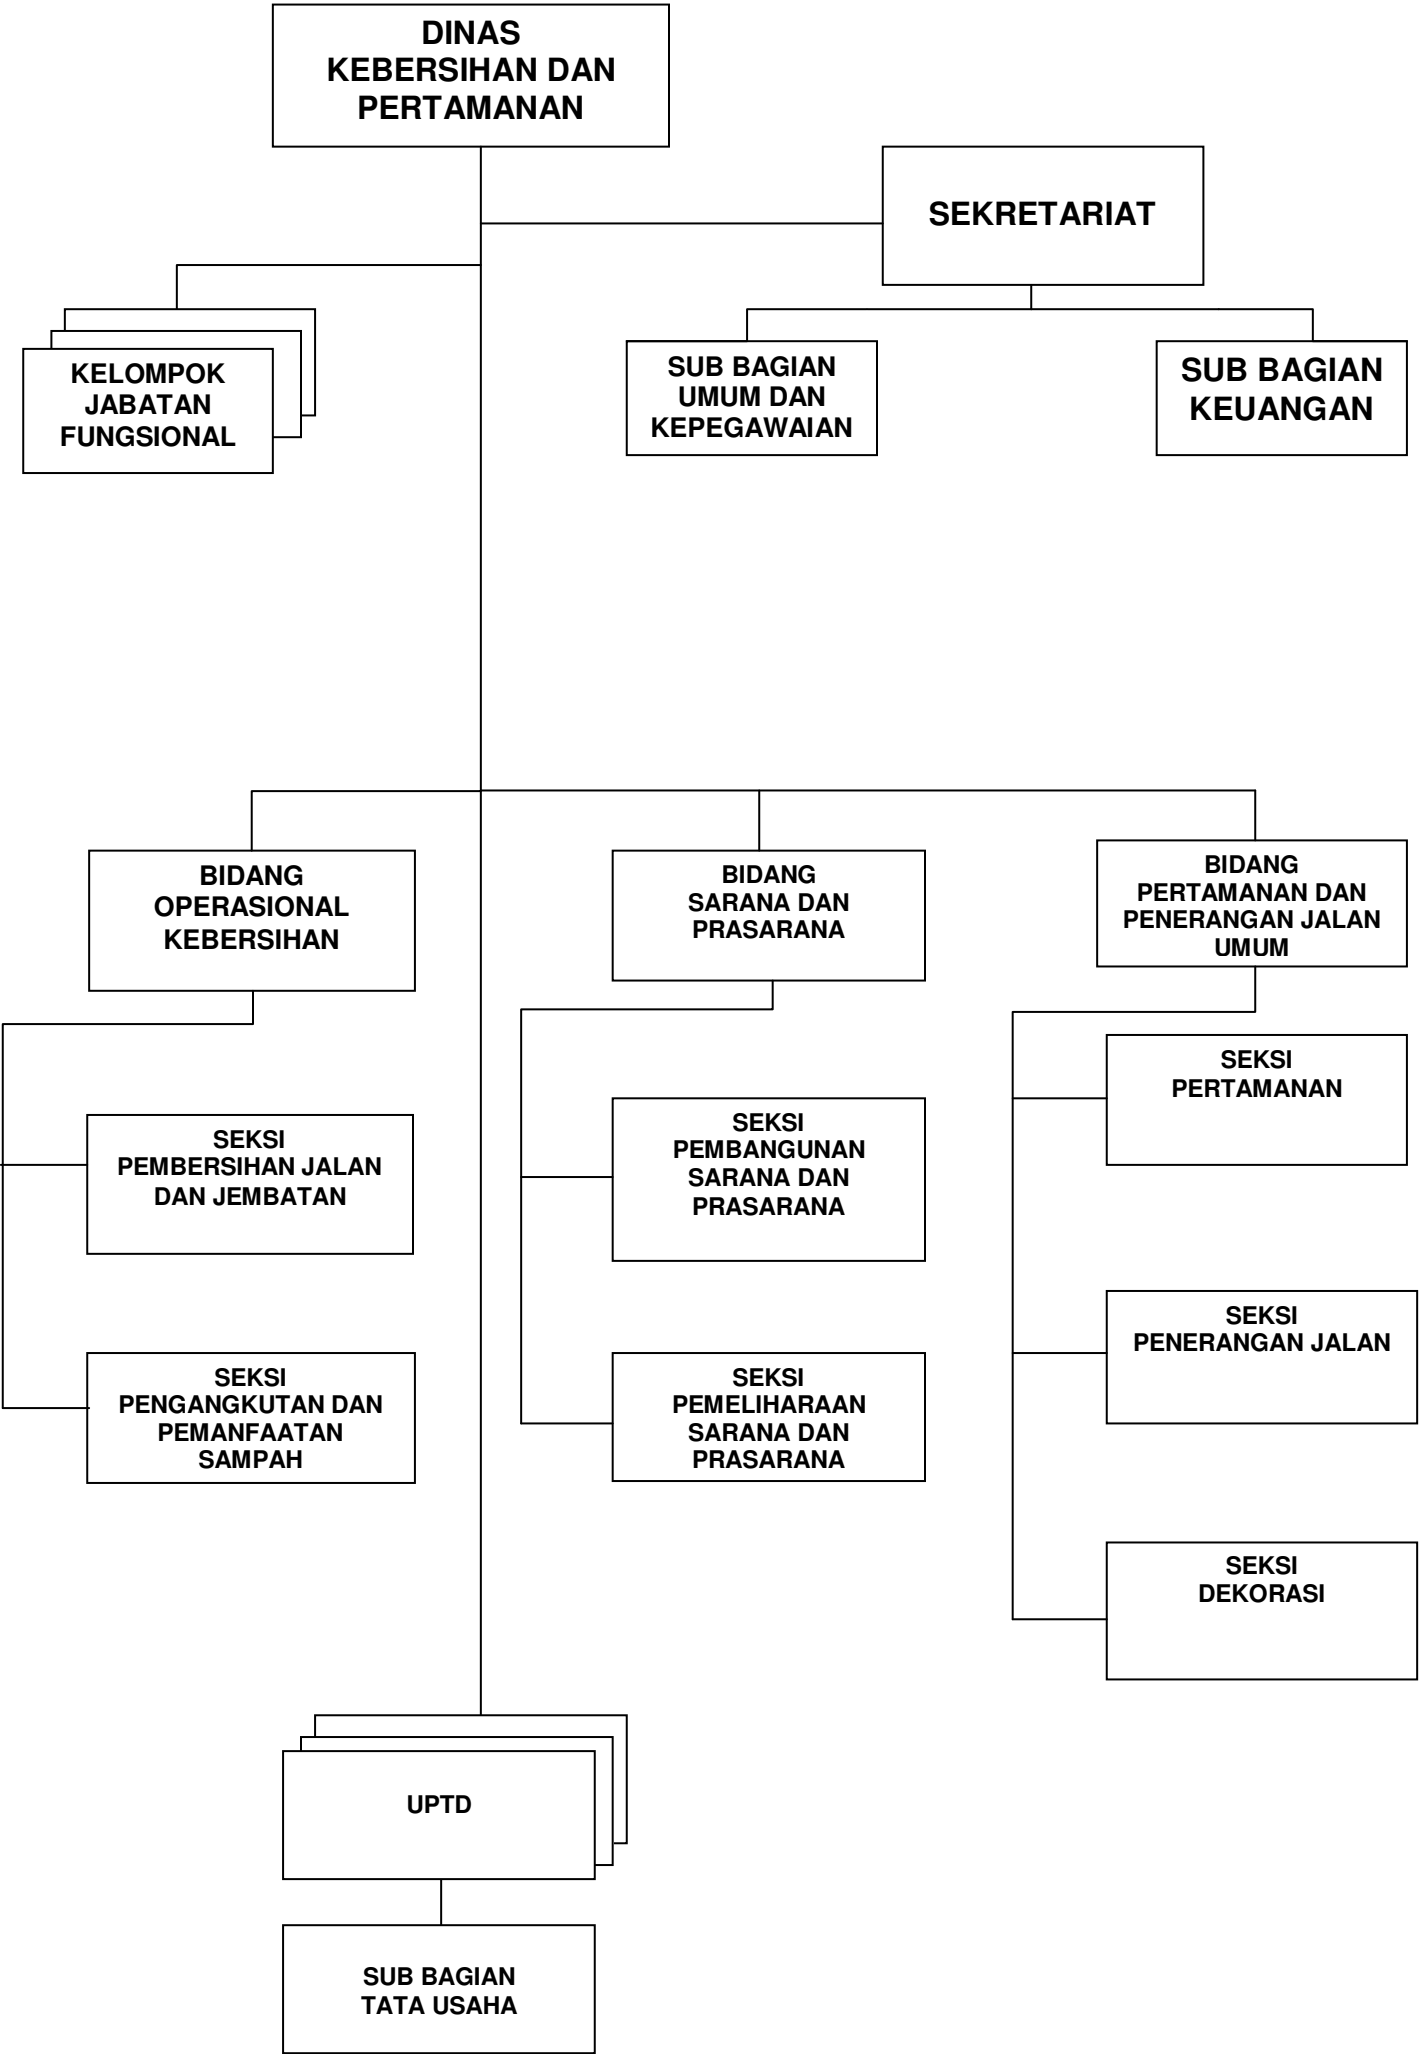 DINAS
KEBERSIHAN DAN
PERTAMANAN
SEKRETARIAT
KELOMPOK
JABATAN
FUNGSIONAL
SUB BAGIAN
UMUM DAN
KEPEGAWAIAN
SUB BAGIAN
KEUANGAN
BIDANG
OPERASIONAL
KEBERSIHAN
BIDANG
SARANA DAN
PRASARANA
BIDANG
PERTAMANAN DAN
PENERANGAN JALAN
UMUM
SEKSI
PEMBERSIHAN JALAN
DAN JEMBATAN
SEKSI
PEMBANGUNAN
SARANA DAN
PRASARANA
SEKSI
PERTAMANAN
SEKSI
PENGANGKUTAN DAN
PEMANFAATAN
SAMPAH
SEKSI
PEMELIHARAAN
SARANA DAN
PRASARANA
SEKSI
PENERANGAN JALAN
SEKSI
DEKORASI
UPTD
SUB BAGIAN
TATA USAHA